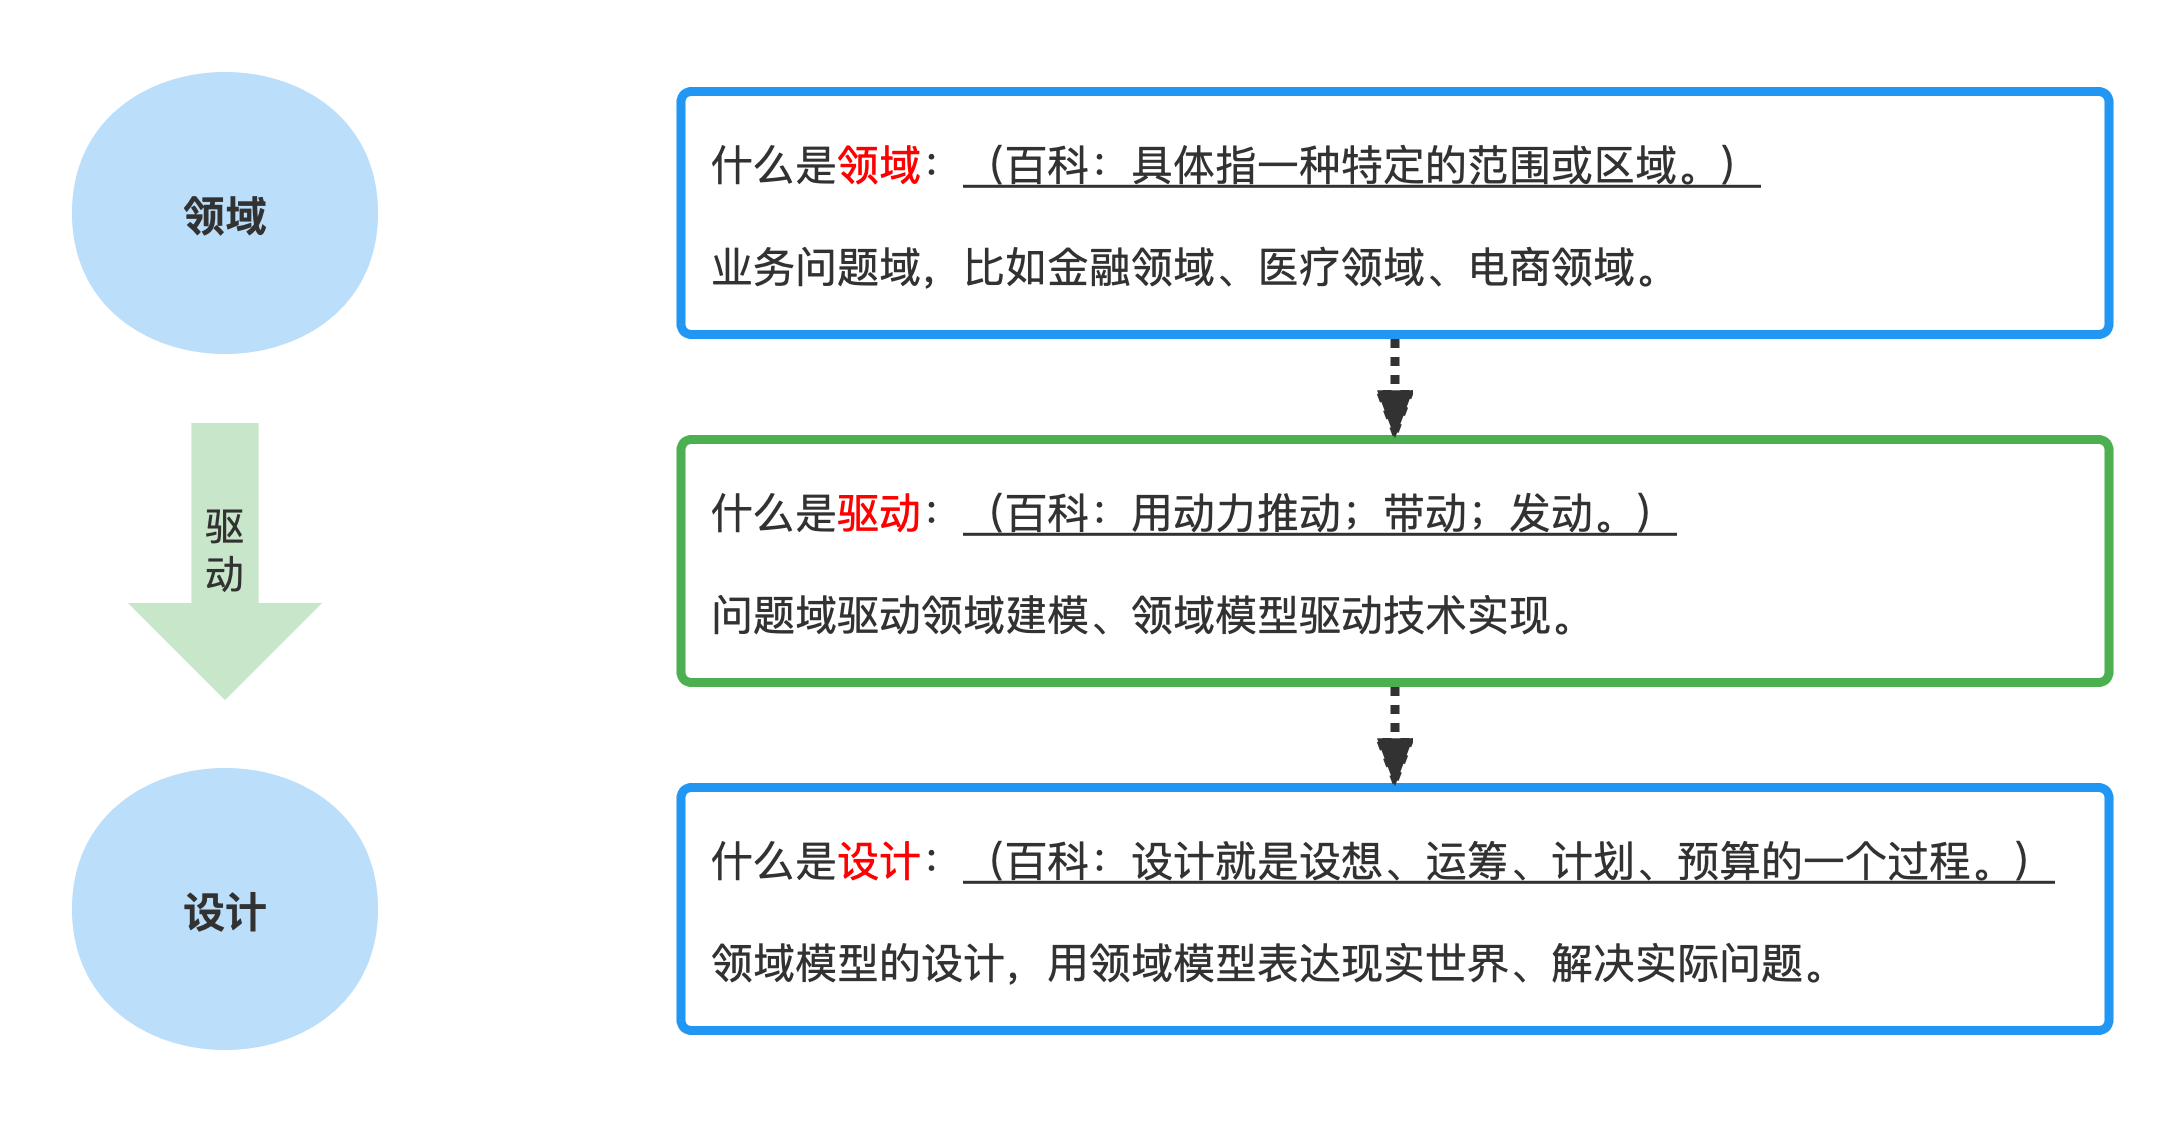 领域
什么是领域：（百科：具体指一种特定的范围或区域。）
业务问题域，比如金融领域、医疗领域、电商领域。
驱
动
什么是驱动：（百科：用动力推动；带动；发动。）
问题域驱动领域建模、领域模型驱动技术实现。
设计
什么是设计：（百科：设计就是设想、运筹、计划、预算的一个过程。）
领域模型的设计，用领域模型表达现实世界、解决实际问题。